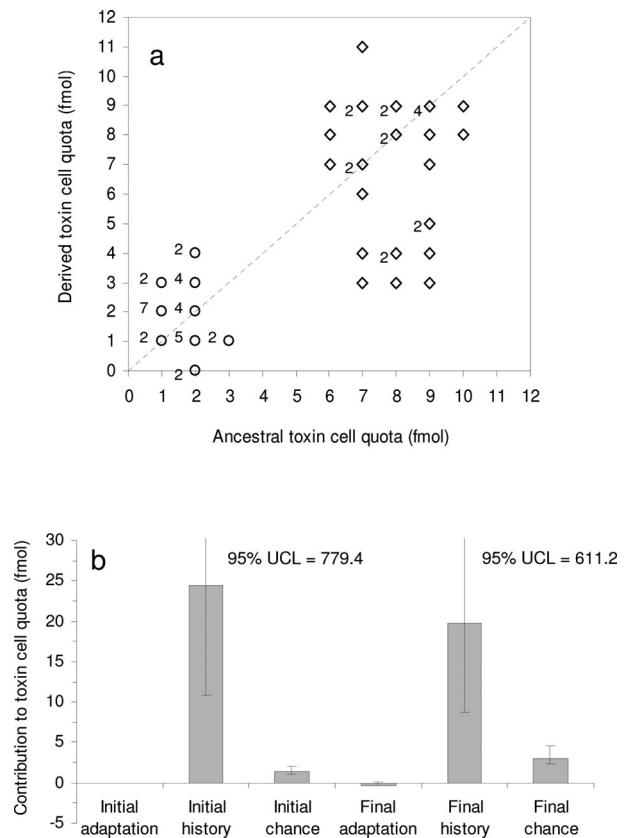 a
Derived toxin cell quota (fmol)
12
11
10
9
8
7
6
5
4
3
2
1
0
2 2 4
2
2
2
2
2
2 4
7 4
2 5 2
2
0 1 2 3 4 5 6 7 8 9 10 11 12
Ancestral toxin cell quota (fmol)
b
Contribution to toxin cell quota (fmol)
30
25
20
15
10
5
0
-5
95% UCL = 779.4 95% UCL = 611.2
Initial Initial Initial Final Final Final
adaptation history chance adaptation history chance